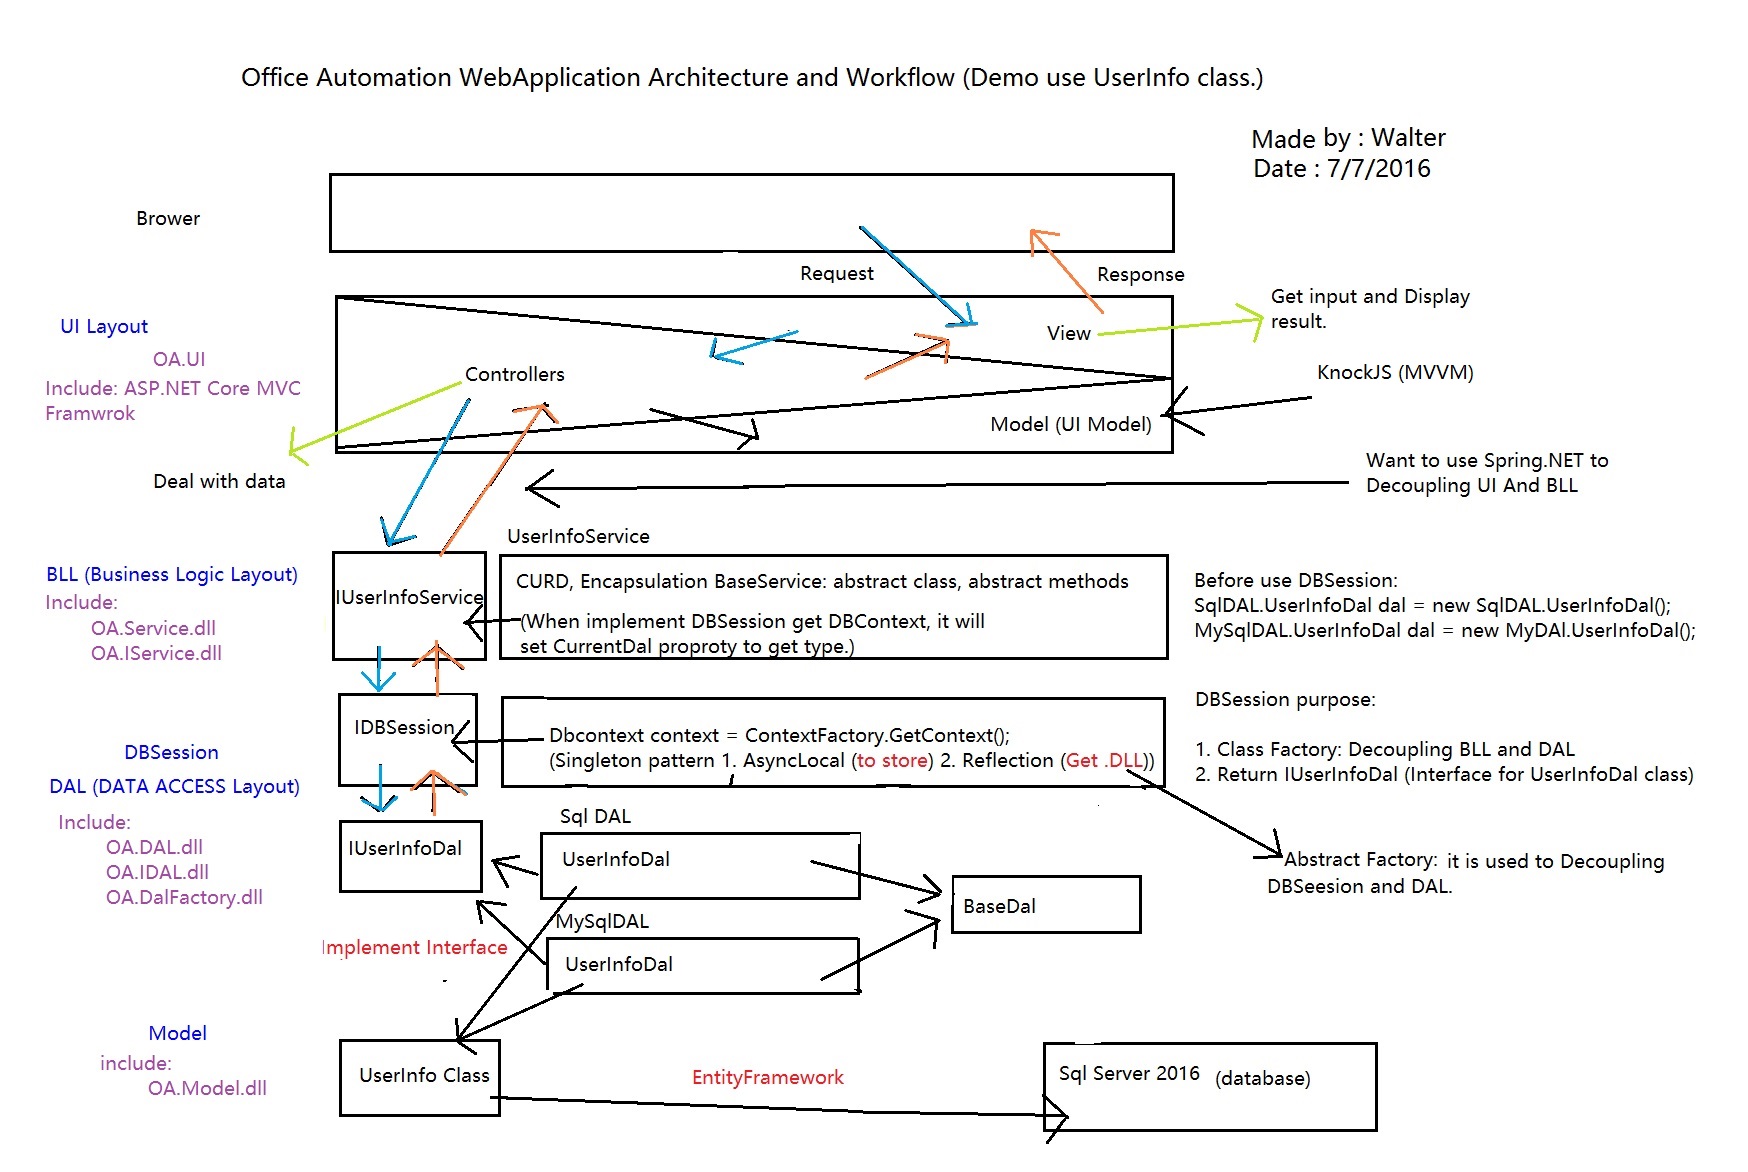 Office Automation WebApplication Architecture and Workflow (Demo use UserInfo class.)
Made by : Walter
Date : 7/7/2016
Brower
Request
Response
Get input and Display
result.
UI Layout
View
OA.UI
Include: ASP.NET Core MVC
Framwrok
Controllers
KnockJS (MVVM)
Model (UI Model)
Deal with data
Want to use Spring.NET to
Decoupling UI And BLL
UserInfoService
BLL (Business Logic Layout)
Include:
OA.Service.dll
OA.IService.dll
IUserInfoService
CURD, Encapsulation BaseService: abstract class, abstract methods
(When implement DBSession get DBContext, it will
set CurrentDal proproty to get type.)
Before use DBSession:
SqlDAL.UserInfoDal dal = new SqlDAL.UserInfoDal();
MySqlDAL.UserInfoDal dal = new MyDAl.UserInfoDal();
DBSession
IDBSession
Dbcontext context = ContextFactory.GetContext();
(Singleton pattern 1. AsyncLocal (to store) 2. Reflection (Get .DLL))
DBSession purpose:
1. Class Factory: Decoupling BLL and DAL
2. Return IUserInfoDal (Interface for UserInfoDal class)
DAL (DATA ACCESS Layout)
Include:
OA.DAL.dll
OA.IDAL.dll
OA.DalFactory.dll
IUserInfoDal
Sql DAL
UserInfoDal
Abstract Factory: it is used to Decoupling
DBSeesion and DAL.
BaseDal
MySqlDAL
UserInfoDal
Implement Interface
Model
include:
OA.Model.dll
UserInfo Class
EntityFramework
Sql Server 2016 (database)